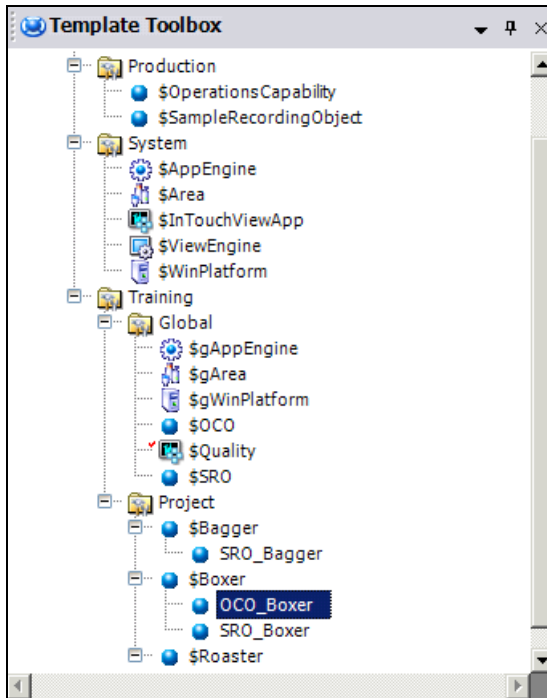 Template Toolbox
Production
$OperationsCapability
$SampleRecordingObject
System
$AppEngine
$Area
$InTouchViewApp
$ViewEngine
$WinPlatform
Training
Global
$gAppEngine
$gArea
$gWinPlatform
$OCO
$Quality
$SRO
Project
$Bagger
SRO_Bagger
$Boxer
OCO_Boxer
SRO_Boxer
$Roaster